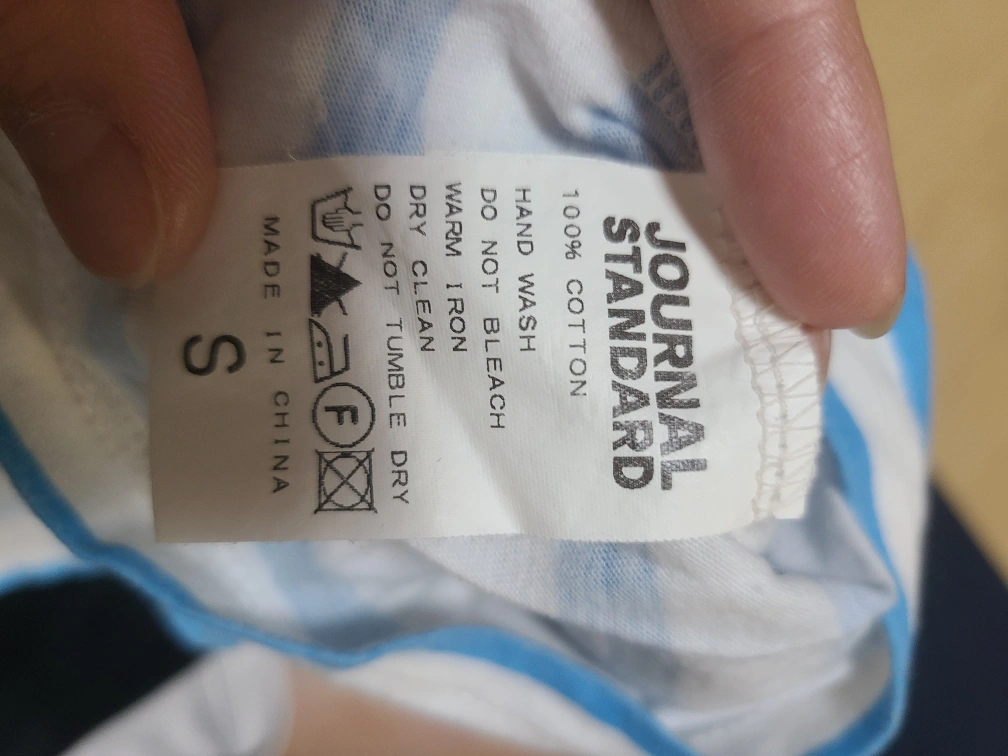 JOURNAL
STANDARD
100% COTTON
HAND WASH
DO NOT BLEACH
WARM IRON
DRY CLEAN
DO NOT TUMBLE DRY
F
MADE IN CHINA
S